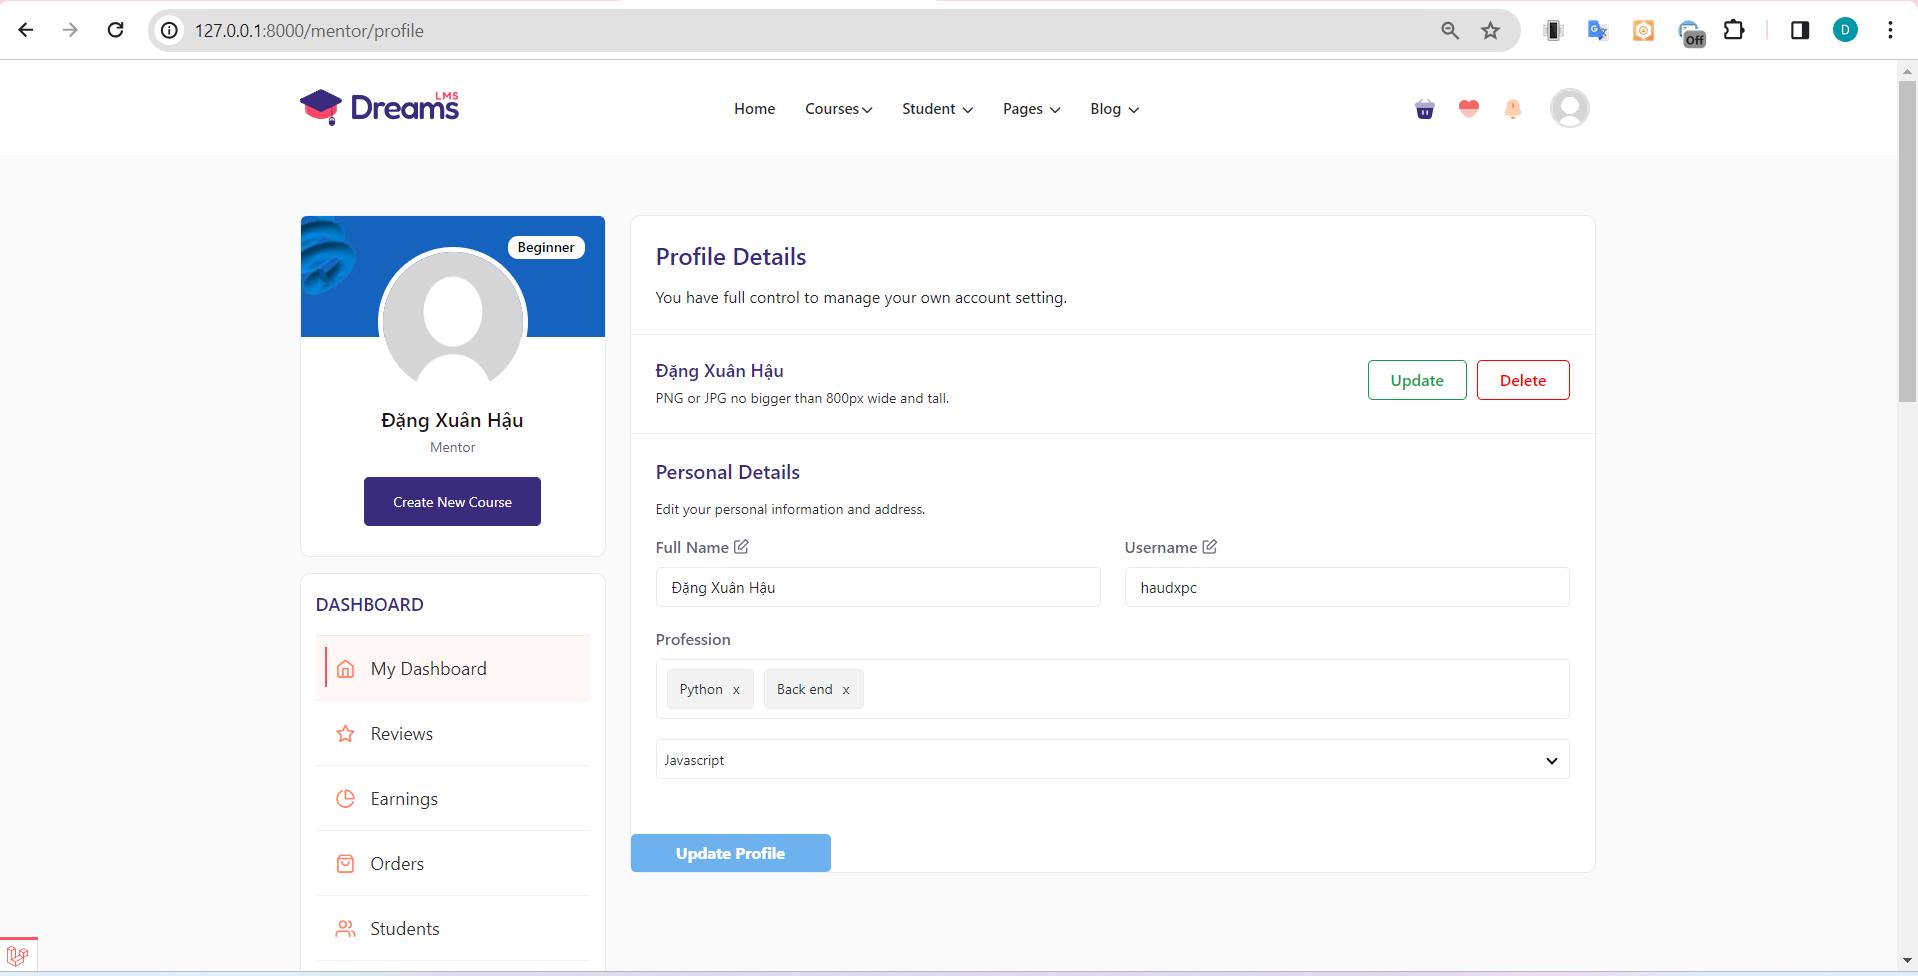 127.0.0.1:8000/mentor/profile
Off
D
Dreams LMS
Home Courses Student Pages Blog
Beginner
Đặng Xuân Hậu
Mentor
Create New Course
DASHBOARD
My Dashboard
Reviews
Earnings
Orders
Students
Profile Details
You have full control to manage your own account setting.
Đặng Xuân Hậu
PNG or JPG no bigger than 800px wide and tall.
Update Delete
Personal Details
Edit your personal information and address.
Full Name Username
Đặng Xuân Hậu haudxpc
Profession
Python x Back end x
Javascript
Update Profile